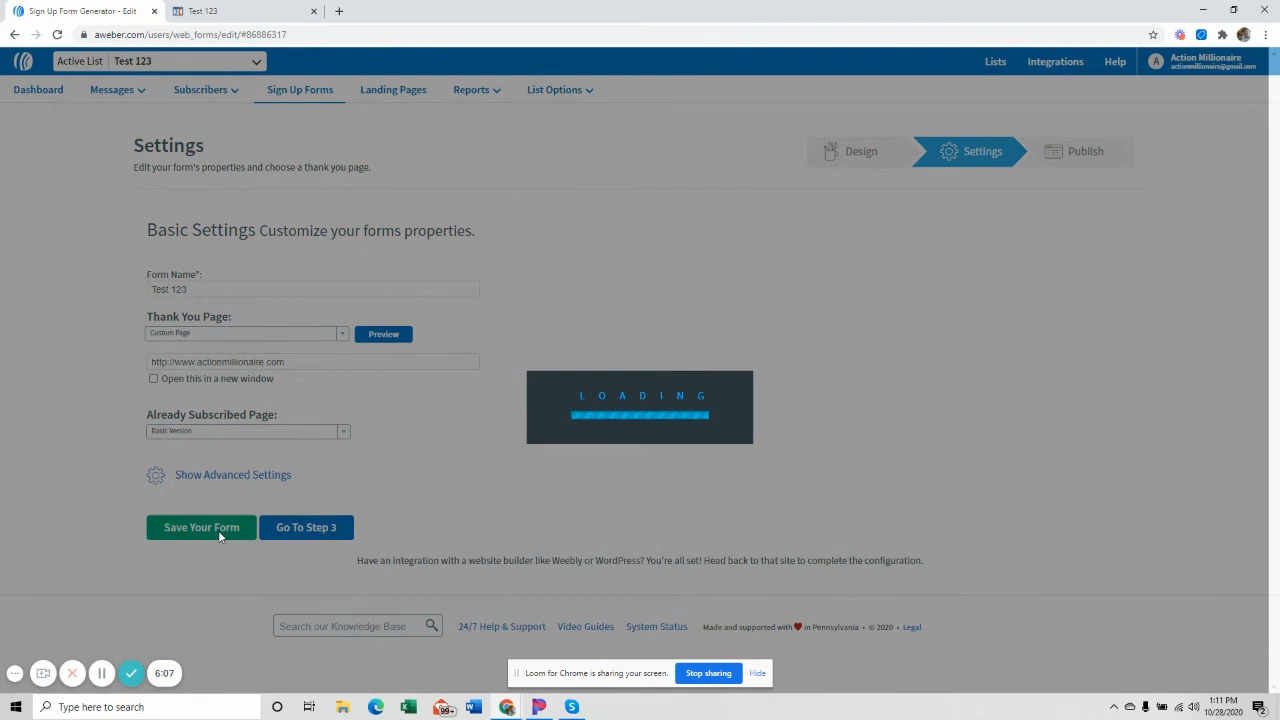 Sign Up Form Generator - Edit
Test 123
aweber.com/users/web_forms/edit/#86886317
Active List Test 123
Lists Integrations Help
A Action Millionaire
actionmillionaire@gmail.com
Dashboard Messages Subscribers Sign Up Forms Landing Pages Reports List Options
Settings
Edit your form's properties and choose a thank you page.
Design Settings Publish
Basic Settings Customize your forms properties.
Form Name*:
Test 123
Thank You Page:
Custom Page Preview
http://www.actionmillionaire.com
Open this in a new window
Already Subscribed Page:
Basic Version
LOADING
Show Advanced Settings
Save Your Form Go To Step 3
Have an integration with a website builder like Weebly or WordPress? You're all set! Head back to that site to complete the configuration.
Search our Knowledge Base 24/7 Help & Support Video Guides System Status Made and supported with ❤ in Pennsylvania • © 2020 • Legal
6:07
Loom for Chrome is sharing your screen. Stop sharing Hide
Type here to search
99+
1:11 PM
10/28/2020
2